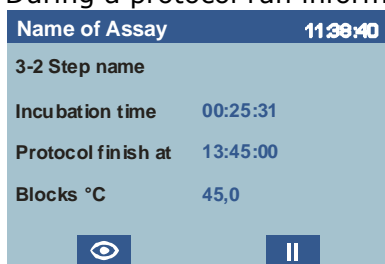 During a protocol run inform
Name of Assay 11:38:40
3-2 Step name
Incubation time 00:25:31
Protocol finish at 13:45:00
Blocks °C 45,0